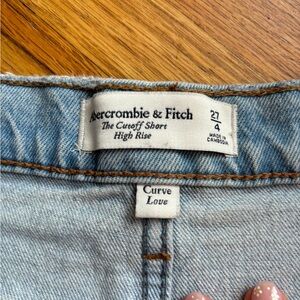 Abercrombie & Fitch
The Cutoff Short
High Rise
27
4
MADE IN
CAMBODIA
Curve
Love